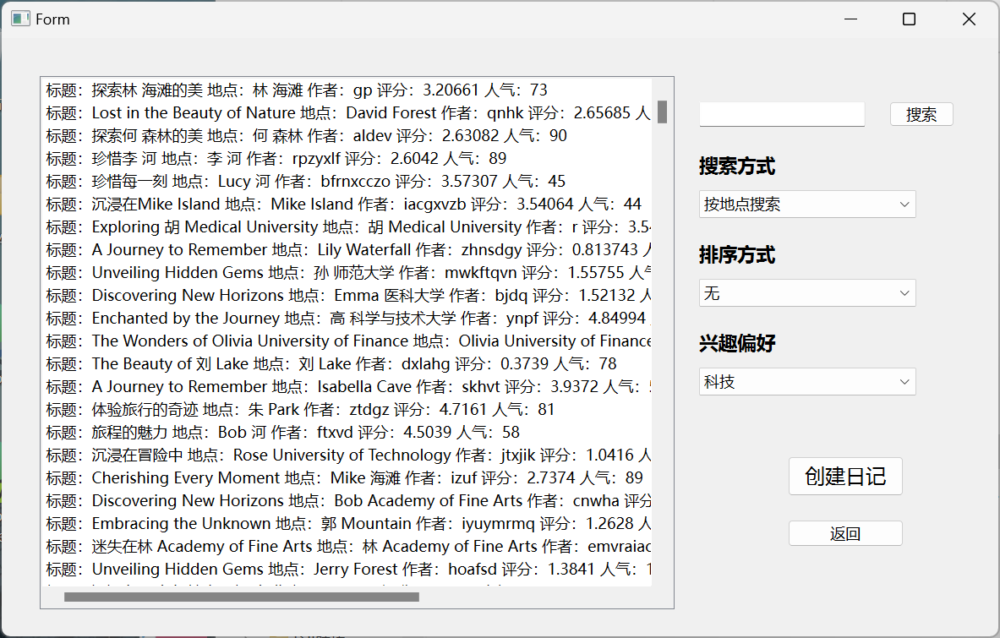 Form
标题：探索林 海滩的美 地点：林 海滩 作者：gp 评分：3.20661 人气：73
标题：Lost in the Beauty of Nature 地点：David Forest 作者：qnhk 评分：2.65685 人
标题：探索何 森林的美 地点：何 森林 作者：aldev 评分：2.63082 人气：90
标题：珍惜李 河 地点：李 河 作者：rpzyxlf 评分：2.6042 人气：89
标题：珍惜每一刻 地点：Lucy 河 作者：bfrnxcczo 评分：3.57307 人气：45
标题：沉浸在Mike Island 地点：Mike Island 作者：iacgxvzb 评分：3.54064 人气：44
标题：Exploring 胡 Medical University 地点：胡 Medical University 作者：r 评分：3.5
标题：A Journey to Remember 地点：Lily Waterfall 作者：zhnsdgy 评分：0.813743
标题：Unveiling Hidden Gems 地点：孙 师范大学 作者：mwkftqvn 评分：1.55755 人
标题：Discovering New Horizons 地点：Emma 医科大学 作者：bjdq 评分：1.52132 人
标题：Enchanted by the Journey 地点：高 科学与技术大学 作者：ynpf 评分：4.84994
标题：The Wonders of Olivia University of Finance 地点：Olivia University of Finance
标题：The Beauty of 刘 Lake 地点：刘 Lake 作者：dxlahg 评分：0.3739 人气：78
标题：A Journey to Remember 地点：Isabella Cave 作者：skhvt 评分：3.9372 人气：
标题：体验旅行的奇迹 地点：朱 Park 作者：ztdgz 评分：4.7161 人气：81
标题：旅程的魅力 地点：Bob 河 作者：ftxvd 评分：4.5039 人气：58
标题：沉浸在冒险中 地点：Rose University of Technology 作者：jtxjik 评分：1.0416 人
标题：Cherishing Every Moment 地点：Mike 海滩 作者：izuf 评分：2.7374 人气：89
标题：Discovering New Horizons 地点：Bob Academy of Fine Arts 作者：cnwha 评分
标题：Embracing the Unknown 地点：郭 Mountain 作者：iyuymrmq 评分：1.2628 人
标题：迷失在林 Academy of Fine Arts 地点：林 Academy of Fine Arts 作者：emvraiac
标题：Unveiling Hidden Gems 地点：Jerry Forest 作者：hoafsd 评分：1.3841 人气：1
搜索
搜索方式
按地点搜索
排序方式
无
兴趣偏好
科技
创建日记
返回